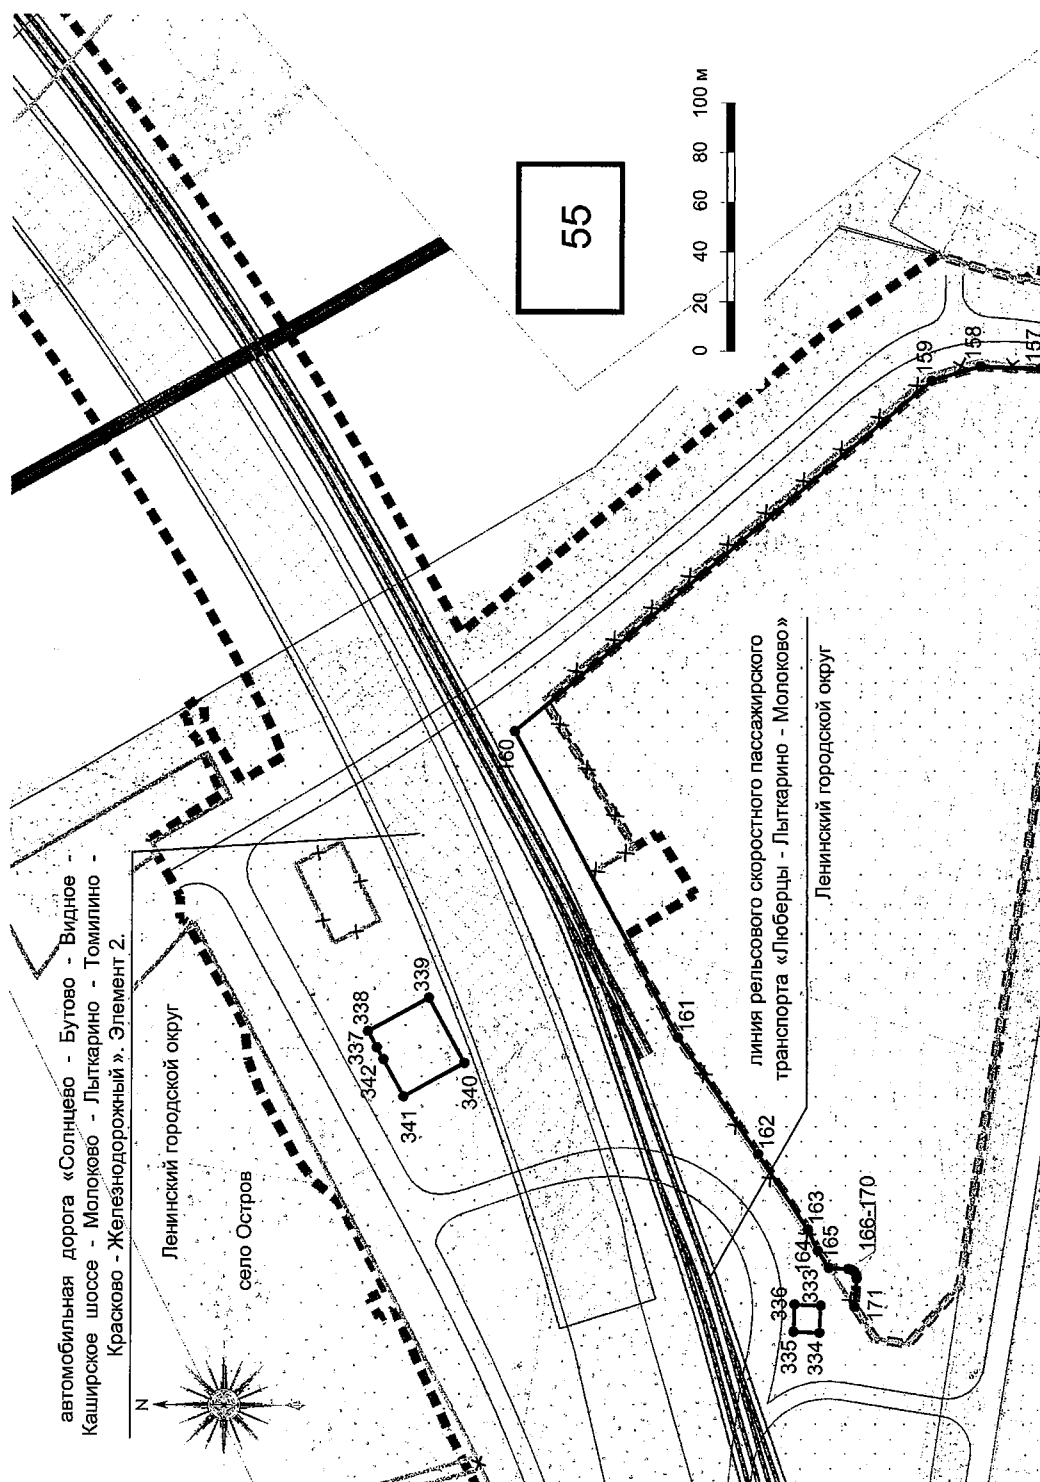 автомобильная дорога «Солнцево - Бутово - Видное -
Каширское шоссе - Молоково - Лыткарино - Томилино -
Красково - Железнодорожный». Элемент 2.
N
Ленинский городской округ
село Остров
55
0 20 40 60 80 100 м
линия рельсового скоростного пассажирского
транспорта «Люберцы - Лыткарино - Молоково»
Ленинский городской округ
342
337
338
339
341
340
160
159
158
157
161
162
163
164
165
166-170
171
336
333
335
334